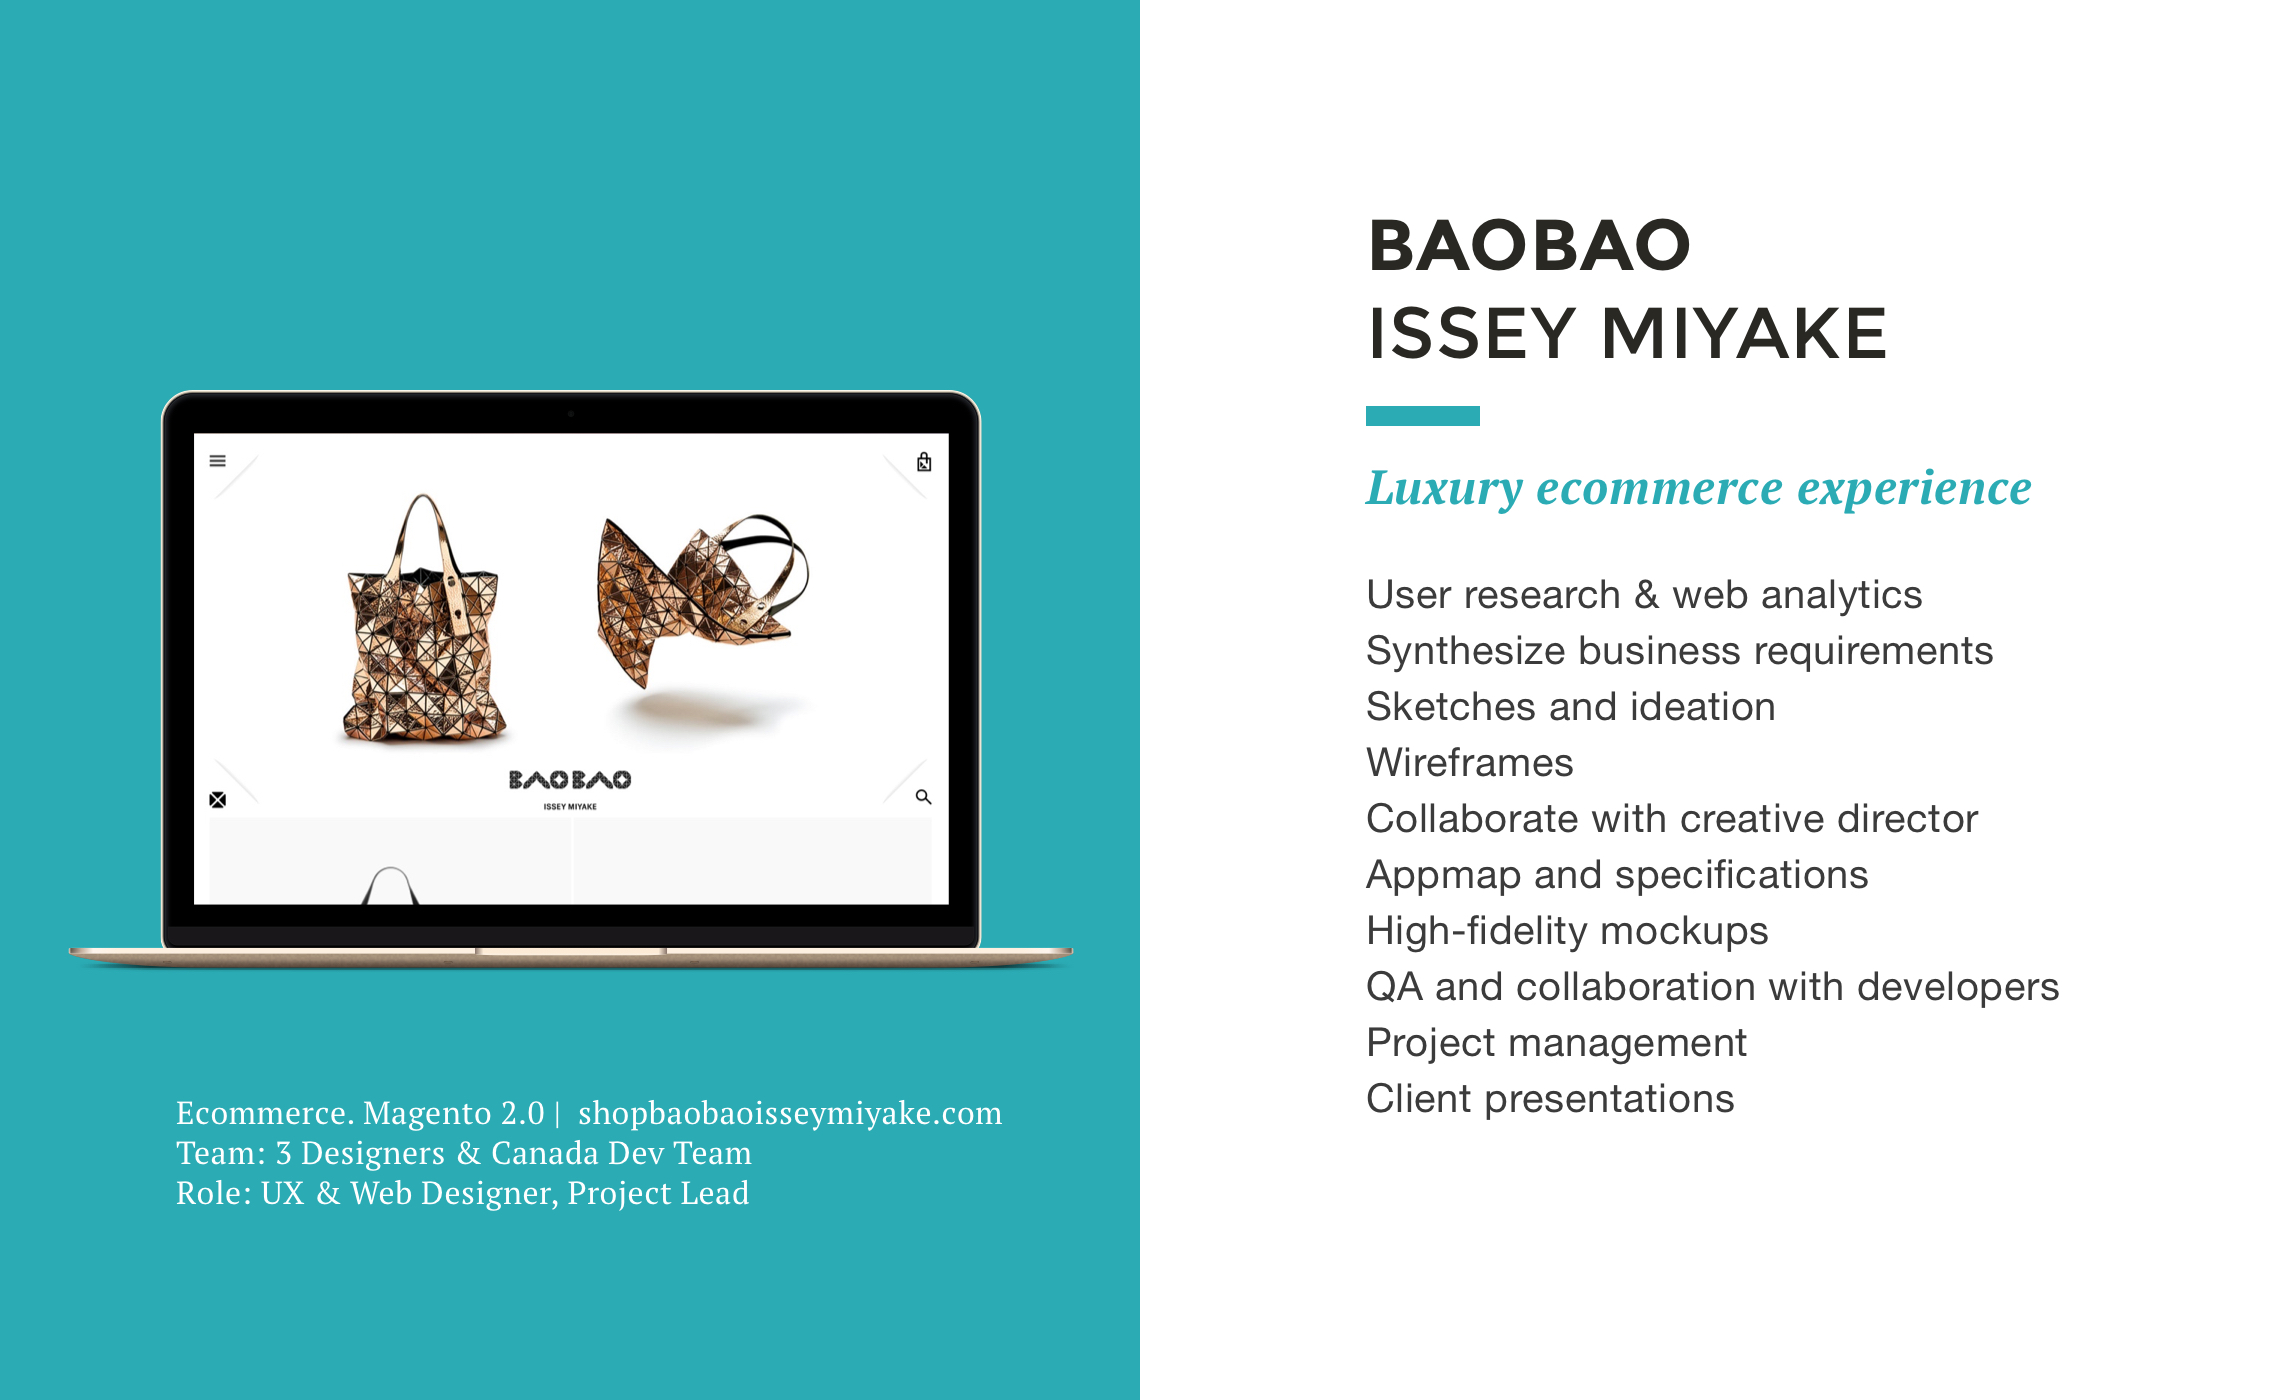 BAOBAO
ISSEY MIYAKE
Ecommerce. Magento 2.0 | shopbaobaoisseymiyake.com
Team: 3 Designers & Canada Dev Team
Role: UX & Web Designer, Project Lead
BAOBAO
ISSEY MIYAKE
Luxury ecommerce experience
User research & web analytics
Synthesize business requirements
Sketches and ideation
Wireframes
Collaborate with creative director
Appmap and specifications
High-fidelity mockups
QA and collaboration with developers
Project management
Client presentations